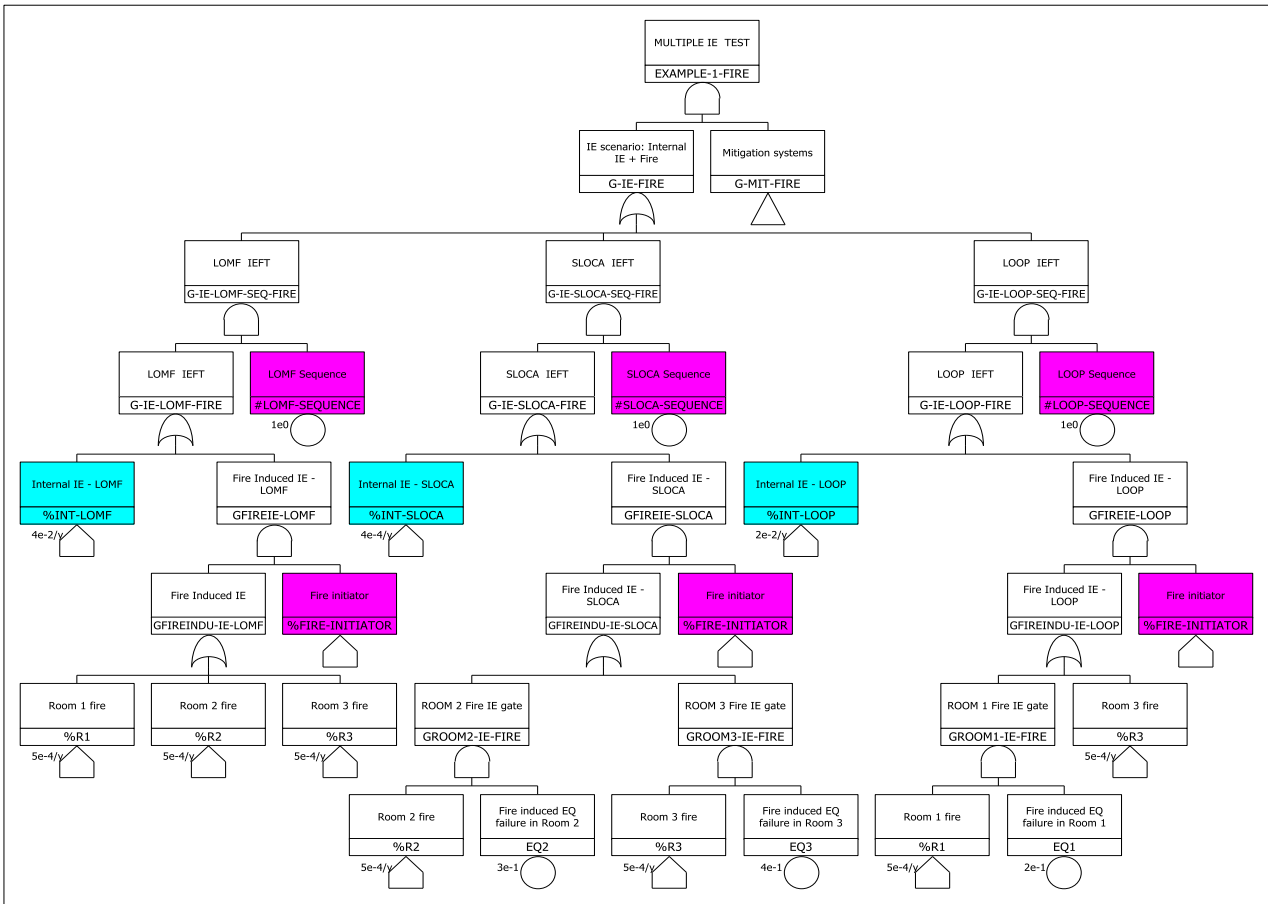 MULTIPLE IE TEST
EXAMPLE-1-FIRE
IE scenario: Internal
IE + Fire
G-IE-FIRE
Mitigation systems
G-MIT-FIRE
LOMF IEFT
G-IE-LOMF-SEQ-FIRE
SLOCA IEFT
G-IE-SLOCA-SEQ-FIRE
LOOP IEFT
G-IE-LOOP-SEQ-FIRE
LOMF IEFT
G-IE-LOMF-FIRE
LOMF Sequence
#LOMF-SEQUENCE
1e0
SLOCA IEFT
G-IE-SLOCA-FIRE
SLOCA Sequence
#SLOCA-SEQUENCE
1e0
LOOP IEFT
G-IE-LOOP-FIRE
LOOP Sequence
#LOOP-SEQUENCE
1e0
Internal IE - LOMF
%INT-LOMF
4e-2/y
Fire Induced IE -
LOMF
GFIREIE-LOMF
Internal IE - SLOCA
%INT-SLOCA
4e-4/y
Fire Induced IE -
SLOCA
GFIREIE-SLOCA
Internal IE - LOOP
%INT-LOOP
2e-2/y
Fire Induced IE -
LOOP
GFIREIE-LOOP
Fire Induced IE
GFIREINDU-IE-LOMF
Fire initiator
%FIRE-INITIATOR
Fire Induced IE -
SLOCA
GFIREINDU-IE-SLOCA
Fire initiator
%FIRE-INITIATOR
Fire Induced IE -
LOOP
GFIREINDU-IE-LOOP
Fire initiator
%FIRE-INITIATOR
Room 1 fire
%R1
5e-4/y
Room 2 fire
%R2
5e-4/y
Room 3 fire
%R3
5e-4/y
ROOM 2 Fire IE gate
GROOM2-IE-FIRE
ROOM 3 Fire IE gate
GROOM3-IE-FIRE
ROOM 1 Fire IE gate
GROOM1-IE-FIRE
Room 3 fire
%R3
5e-4/y
Room 2 fire
%R2
5e-4/y
Fire induced EQ
failure in Room 2
EQ2
3e-1
Room 3 fire
%R3
5e-4/y
Fire induced EQ
failure in Room 3
EQ3
4e-1
Room 1 fire
%R1
5e-4/y
Fire induced EQ
failure in Room 1
EQ1
2e-1